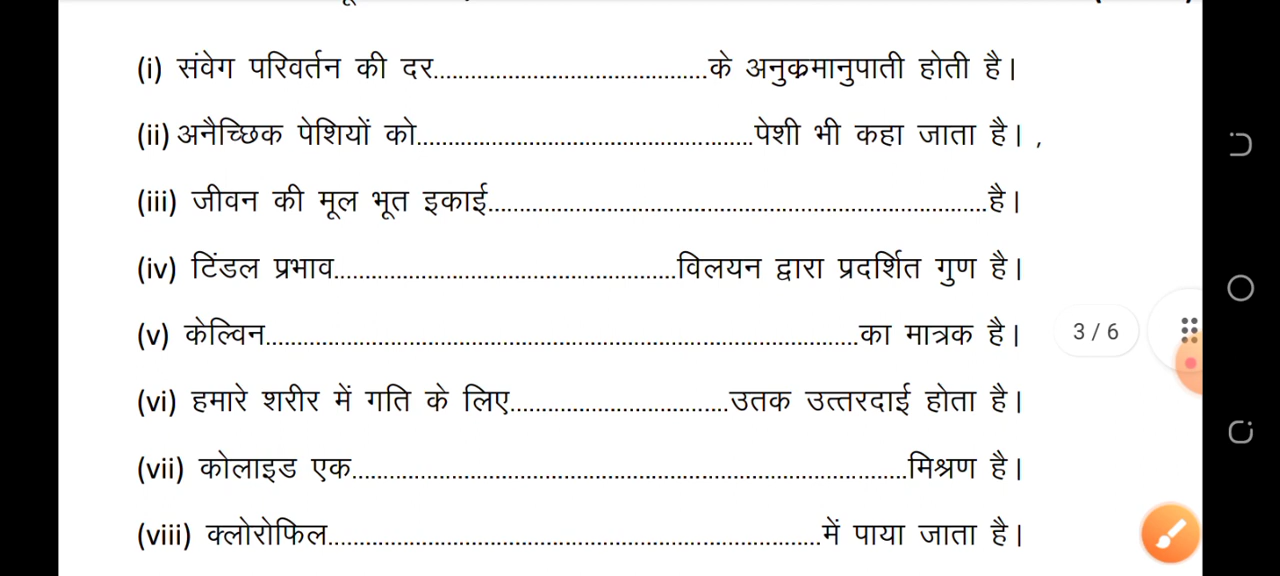 (i) संवेग परिवर्तन की दर............................................के अनुक्रमानुपाती होती है।
(ii) अनैच्छिक पेशियों को......................................................पेशी भी कहा जाता है। ,
(iii) जीवन की मूल भूत इकाई................................................................................है।
(iv) टिंडल प्रभाव.......................................................विलयन द्वारा प्रदर्शित गुण है।
(v) केल्विन...............................................................................................का मात्रक है।
3 / 6
(vi) हमारे शरीर में गति के लिए...................................उतक उत्तरदाई होता है।
(vii) कोलाइड एक.........................................................................................मिश्रण है।
(viii) क्लोरोफिल...............................................................................में पाया जाता है।